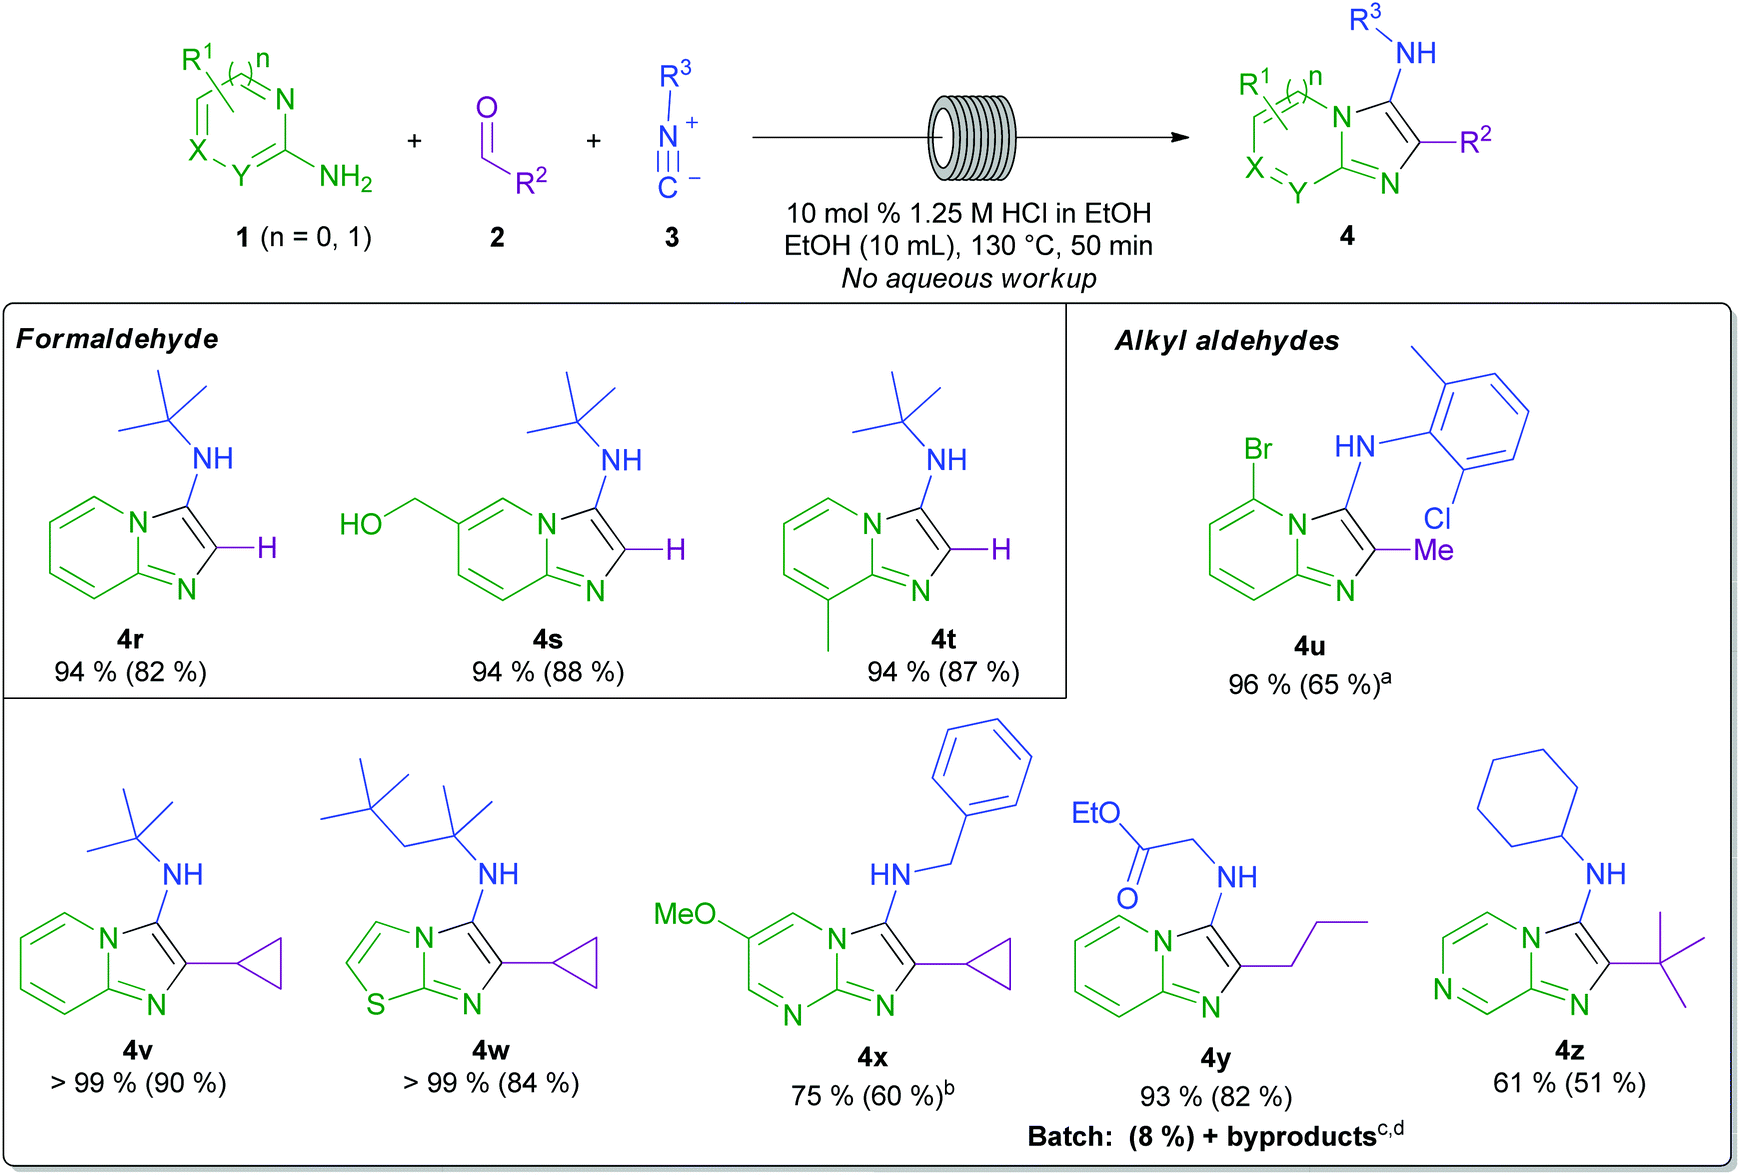 R³
R¹ ( )n N X Y NH₂
+
O R²
+
R³ N⁺ C⁻
R³ NH R¹ ( )n N X Y N R²
1 (n = 0, 1)
2
3
10 mol % 1.25 M HCl in EtOH
EtOH (10 mL), 130 °C, 50 min
No aqueous workup
4
Formaldehyde
Alkyl aldehydes
NH N H N
HO NH N H N
NH N H N
Br HN N Cl Me N
4r
94 % (82 %)
4s
94 % (88 %)
4t
94 % (87 %)
4u
96 % (65 %)ᵃ
NH N N
NH N S N
HN MeO N N N
EtO O NH N N
NH N N N
4v
> 99 % (90 %)
4w
> 99 % (84 %)
4x
75 % (60 %)ᵇ
4y
93 % (82 %)
Batch: (8 %) + byproductsᶜ,ᵈ
4z
61 % (51 %)